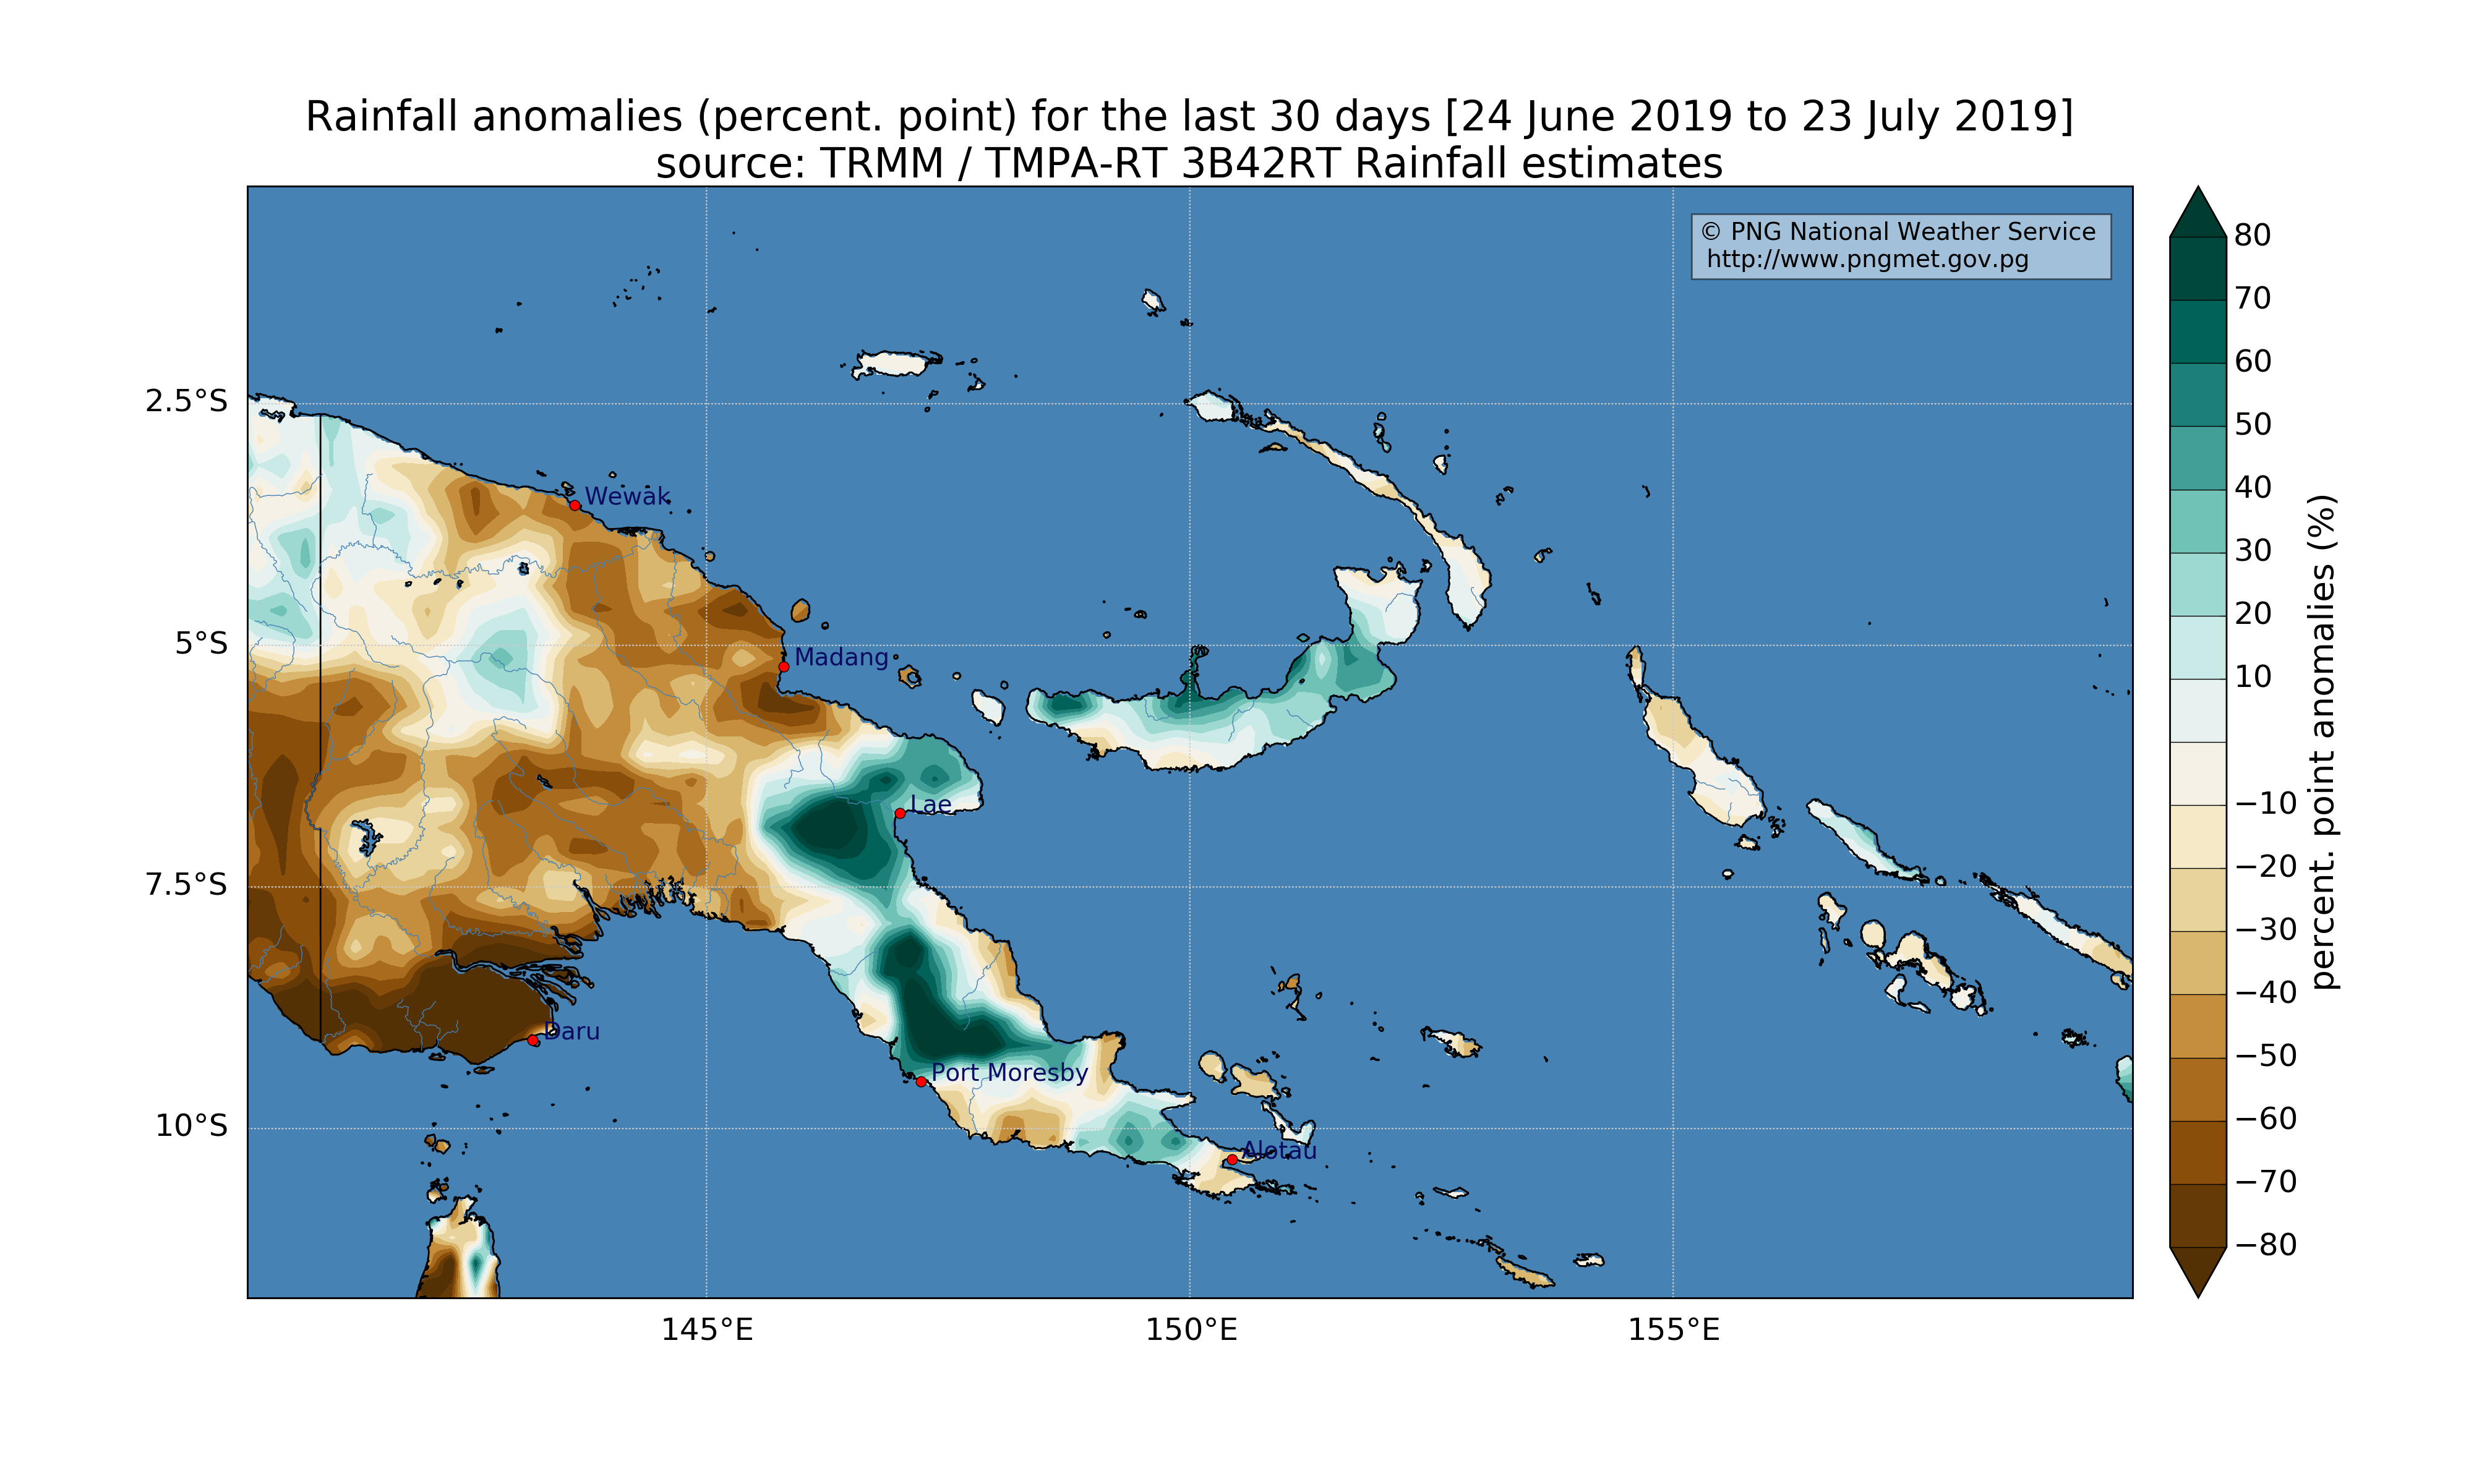 Rainfall anomalies (percent. point) for the last 30 days [24 June 2019 to 23 July 2019]
source: TRMM / TMPA-RT 3B42RT Rainfall estimates
© PNG National Weather Service
http://www.pngmet.gov.pg
2.5°S
5°S
7.5°S
10°S
145°E
150°E
155°E
Wewak
Madang
Lae
Daru
Port Moresby
Alotau
80
70
60
50
40
30
20
10
−10
−20
−30
−40
−50
−60
−70
−80
percent. point anomalies (%)